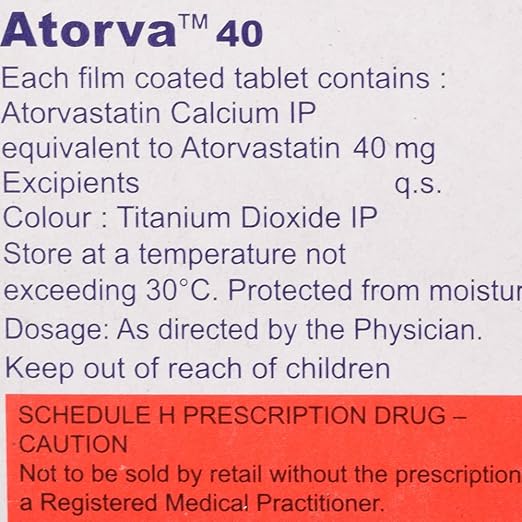 Atorva™ 40
Each film coated tablet contains :
Atorvastatin Calcium IP
equivalent to Atorvastatin 40 mg
Excipients q.s.
Colour : Titanium Dioxide IP
Store at a temperature not
exceeding 30°C. Protected from moistur
Dosage: As directed by the Physician.
Keep out of reach of children
SCHEDULE H PRESCRIPTION DRUG –
CAUTION
Not to be sold by retail without the prescription
a Registered Medical Practitioner.